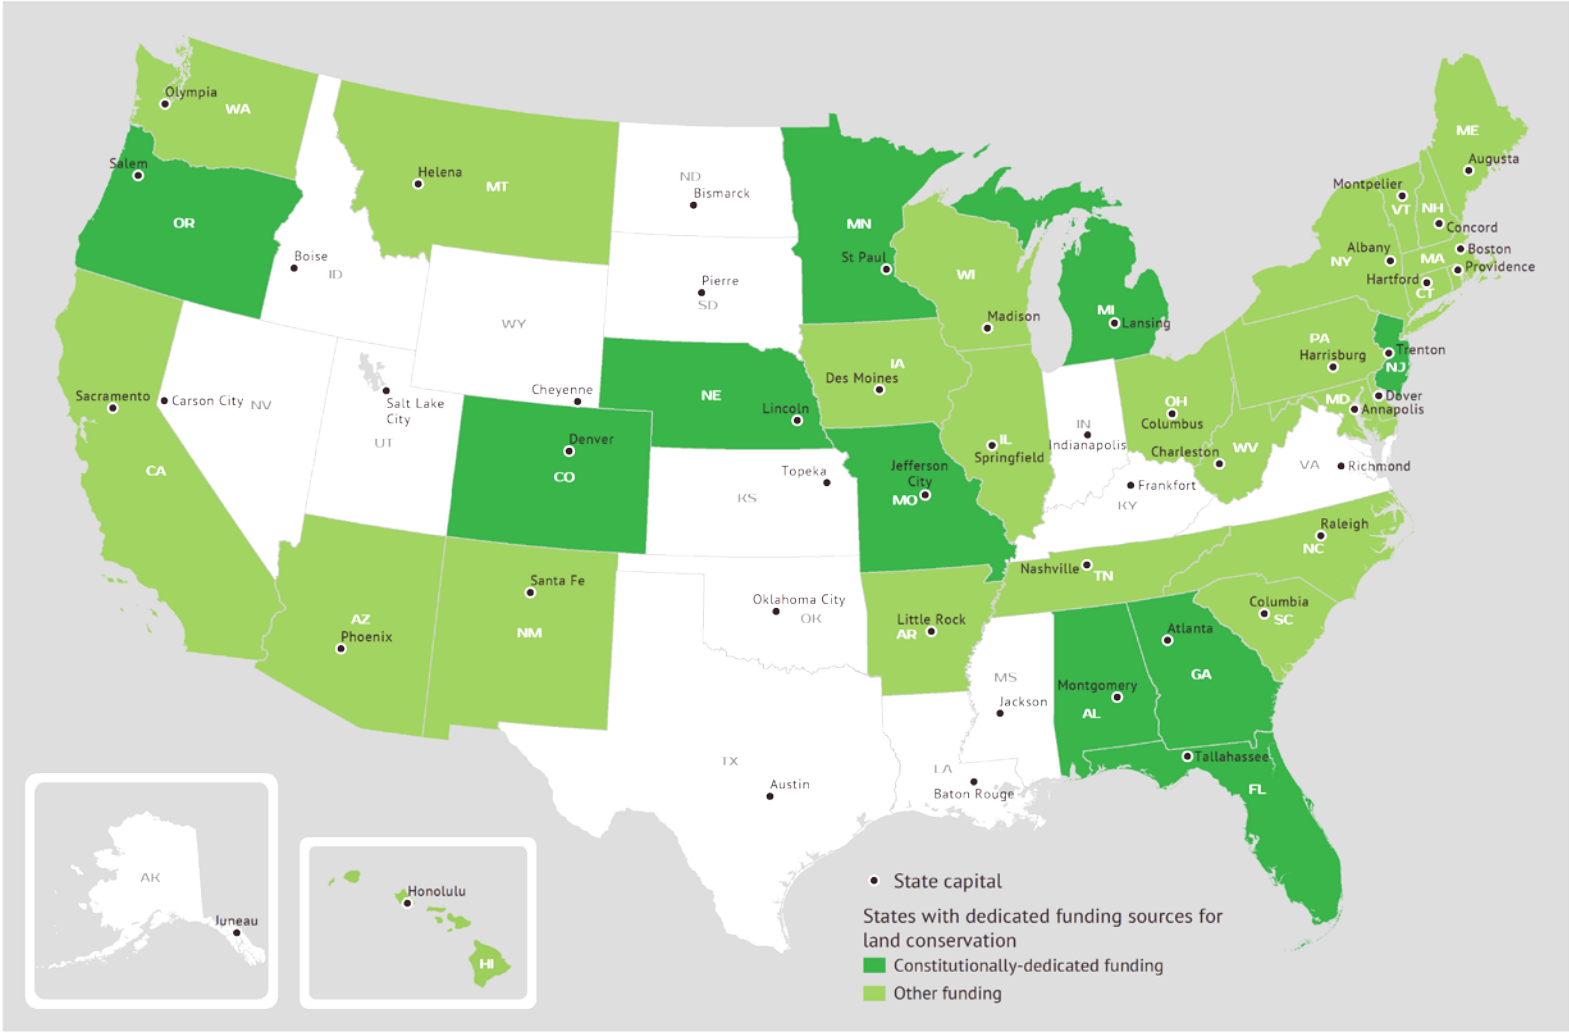 Olympia
WA
Salem
OR
Helena
MT
Boise
ID
ND
Bismarck
Pierre
SD
WY
Cheyenne
MN
St Paul
WI
Madison
MI
Lansing
ME
Augusta
Montpelier
VT
NH
Concord
Albany
NY
Boston
MA
Providence
Hartford
CT
PA
Harrisburg
Trenton
NJ
Dover
MD
Annapolis
Sacramento
CA
Carson City
NV
Salt Lake
City
UT
Denver
CO
NE
Lincoln
IA
Des Moines
IL
Springfield
IN
Indianapolis
OH
Columbus
Charleston
WV
VA
Richmond
Topeka
KS
Jefferson
City
MO
Frankfort
KY
Raleigh
NC
Nashville
TN
Columbia
SC
AZ
Phoenix
Santa Fe
NM
Oklahoma City
OK
Little Rock
AR
MS
Jackson
Montgomery
AL
Atlanta
GA
Tallahassee
FL
TX
Austin
LA
Baton Rouge
AK
Juneau
Honolulu
HI
State capital
States with dedicated funding sources for
land conservation
Constitutionally-dedicated funding
Other funding